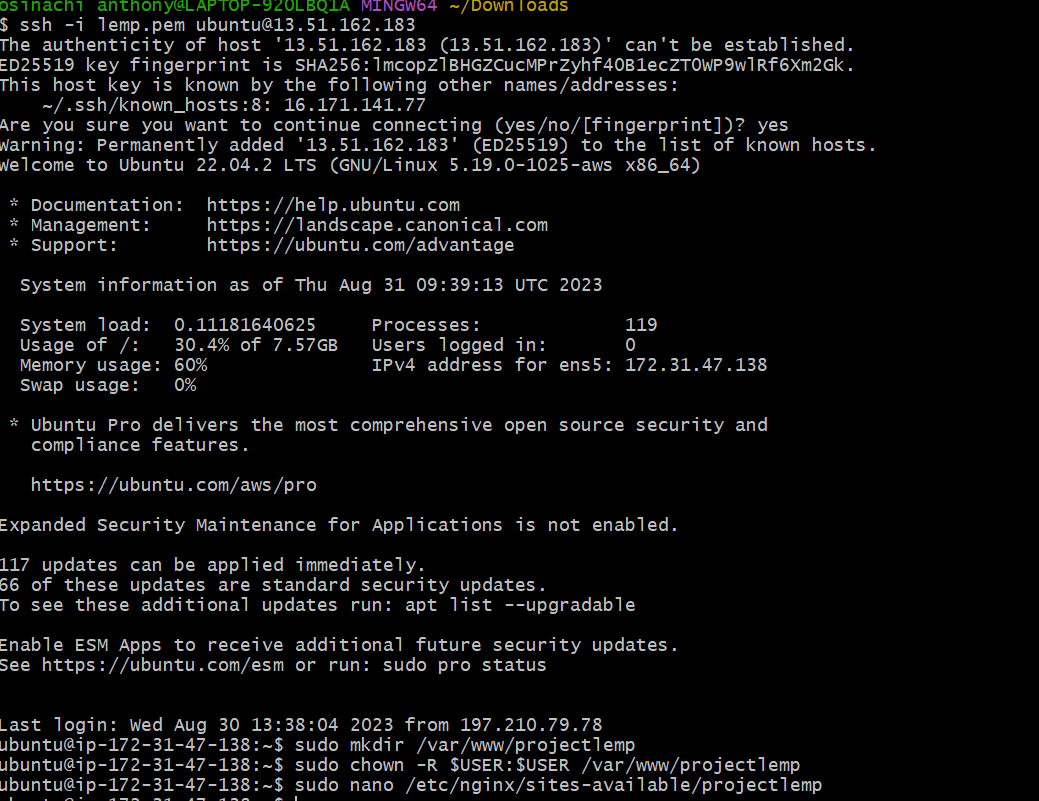 osinachi anthony@LAPTOP-920LBQ1A MINGW64 ~/Downloads
$ ssh -i lemp.pem ubuntu@13.51.162.183
The authenticity of host '13.51.162.183 (13.51.162.183)' can't be established.
ED25519 key fingerprint is SHA256:lmcopZlBHGZCucMPrZyhf4OB1ecZTOWP9wlRf6Xm2Gk.
This host key is known by the following other names/addresses:
    ~/.ssh/known_hosts:8: 16.171.141.77
Are you sure you want to continue connecting (yes/no/[fingerprint])? yes
Warning: Permanently added '13.51.162.183' (ED25519) to the list of known hosts.
Welcome to Ubuntu 22.04.2 LTS (GNU/Linux 5.19.0-1025-aws x86_64)

 * Documentation:  https://help.ubuntu.com
 * Management:     https://landscape.canonical.com
 * Support:        https://ubuntu.com/advantage

  System information as of Thu Aug 31 09:39:13 UTC 2023

  System load:  0.11181640625     Processes:             119
  Usage of /:   30.4% of 7.57GB   Users logged in:       0
  Memory usage: 60%               IPv4 address for ens5: 172.31.47.138
  Swap usage:   0%

 * Ubuntu Pro delivers the most comprehensive open source security and
   compliance features.

   https://ubuntu.com/aws/pro

Expanded Security Maintenance for Applications is not enabled.

117 updates can be applied immediately.
66 of these updates are standard security updates.
To see these additional updates run: apt list --upgradable

Enable ESM Apps to receive additional future security updates.
See https://ubuntu.com/esm or run: sudo pro status


Last login: Wed Aug 30 13:38:04 2023 from 197.210.79.78
ubuntu@ip-172-31-47-138:~$ sudo mkdir /var/www/projectlemp
ubuntu@ip-172-31-47-138:~$ sudo chown -R $USER:$USER /var/www/projectlemp
ubuntu@ip-172-31-47-138:~$ sudo nano /etc/nginx/sites-available/projectlemp
ubuntu@ip-172-31-47-138:~$